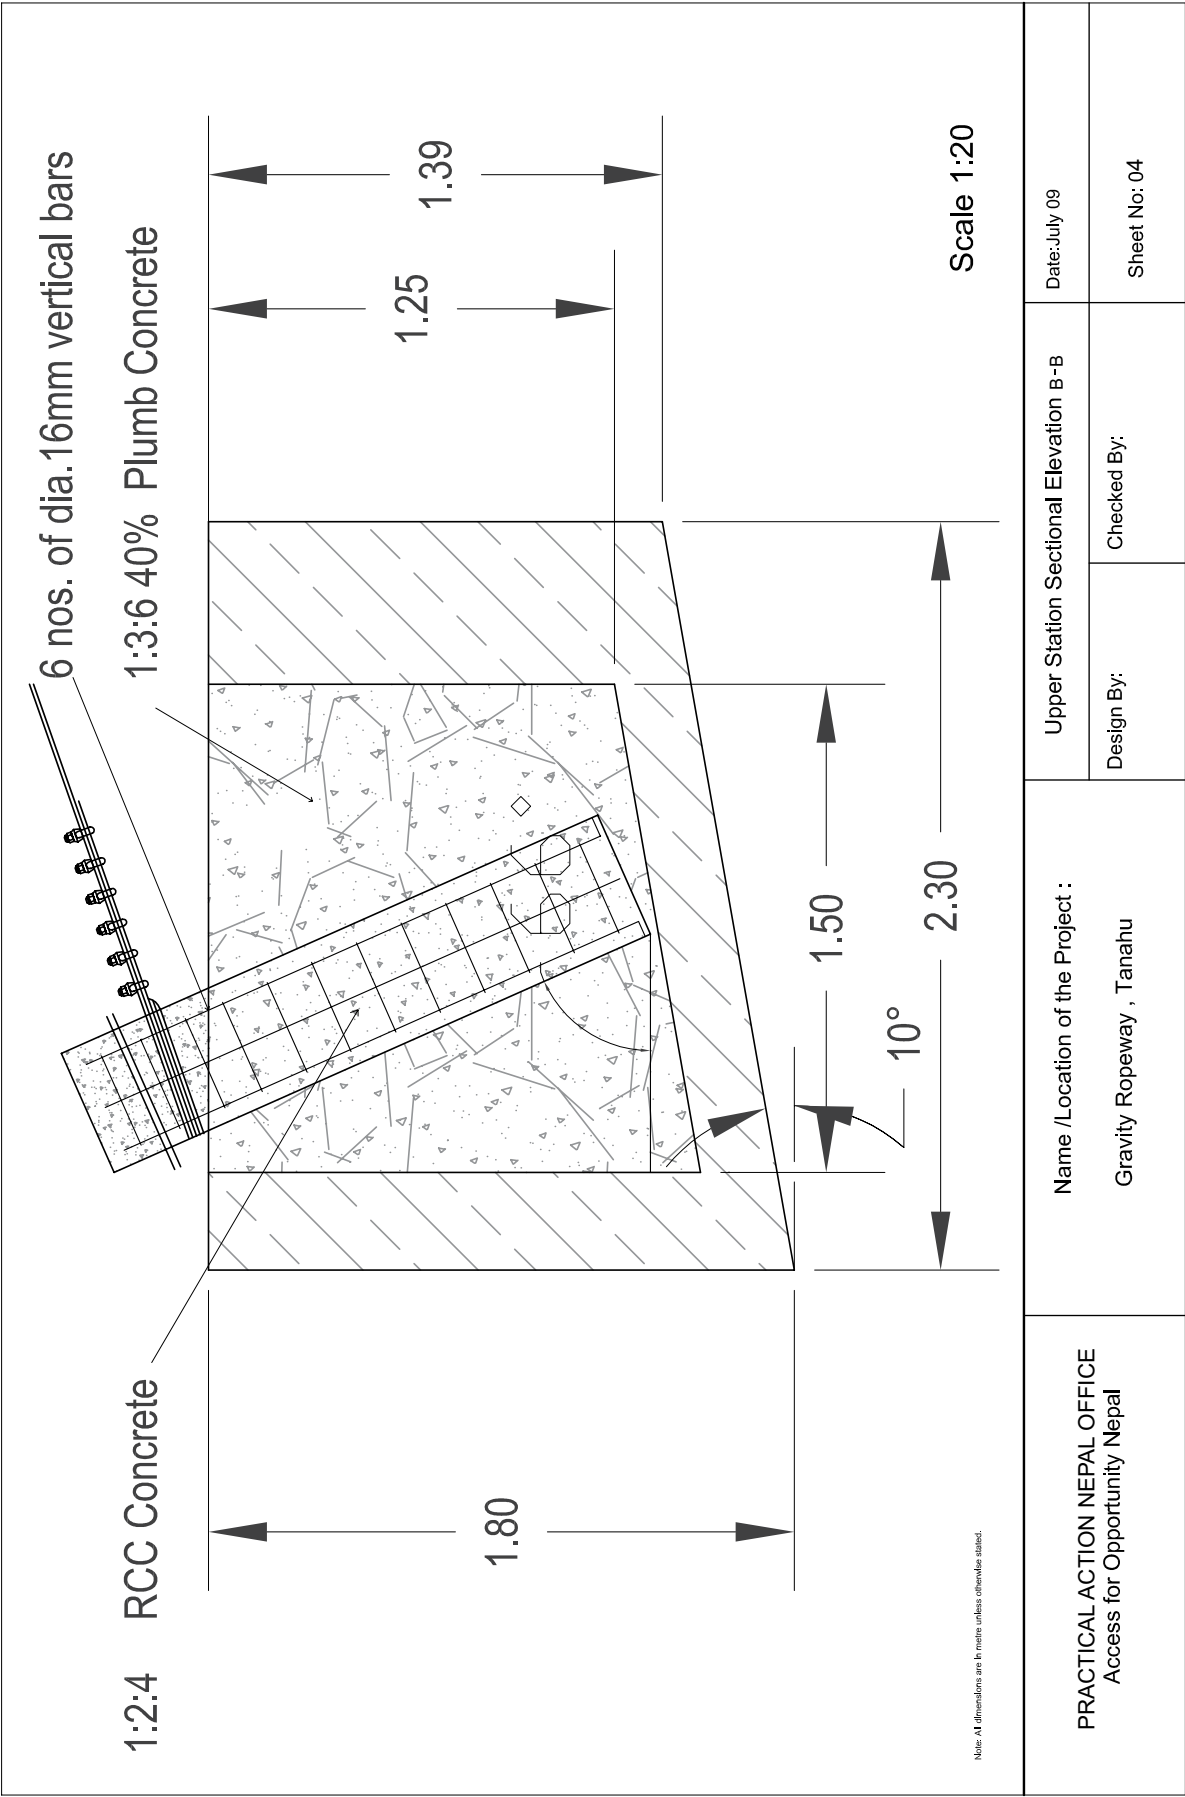 6 nos. of dia.16mm vertical bars
1:2:4 RCC Concrete
1:3:6 40% Plumb Concrete
1.80
1.25
1.39
1.50
2.30
10°
Scale 1:20
Note: All dimensions are in metre unless otherwise stated.
PRACTICAL ACTION NEPAL OFFICE
Access for Opportunity Nepal
Name /Location of the Project :
Gravity Ropeway , Tanahu
Upper Station Sectional Elevation B-B
Design By:
Checked By:
Date:July 09
Sheet No: 04